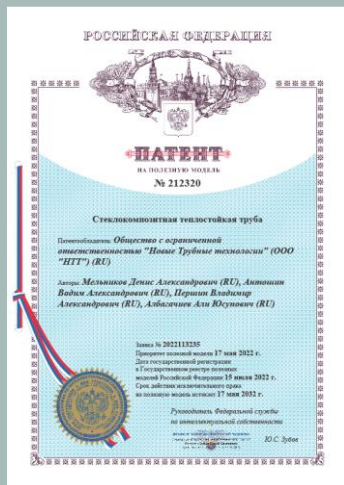 РОССИЙСКАЯ ФЕДЕРАЦИЯ
ПАТЕНТ
НА ПОЛЕЗНУЮ МОДЕЛЬ
№ 212320
Стеклокомпозитная теплостойкая труба
Патентообладатель: Общество с ограниченной
ответственностью "Новые Трубные технологии" (ООО
"НТТ") (RU)
Авторы: Мельников Денис Александрович (RU), Антошин
Вадим Александрович (RU), Першин Владимир
Александрович (RU), Албагачиев Али Юсупович (RU)
Заявка № 2022113235
Приоритет полезной модели 17 мая 2022 г.
Дата государственной регистрации
в Государственном реестре полезных
моделей Российской Федерации 15 июля 2022 г.
Срок действия исключительного права
на полезную модель истекает 17 мая 2032 г.
Руководитель Федеральной службы
по интеллектуальной собственности
Ю.С. Зубов